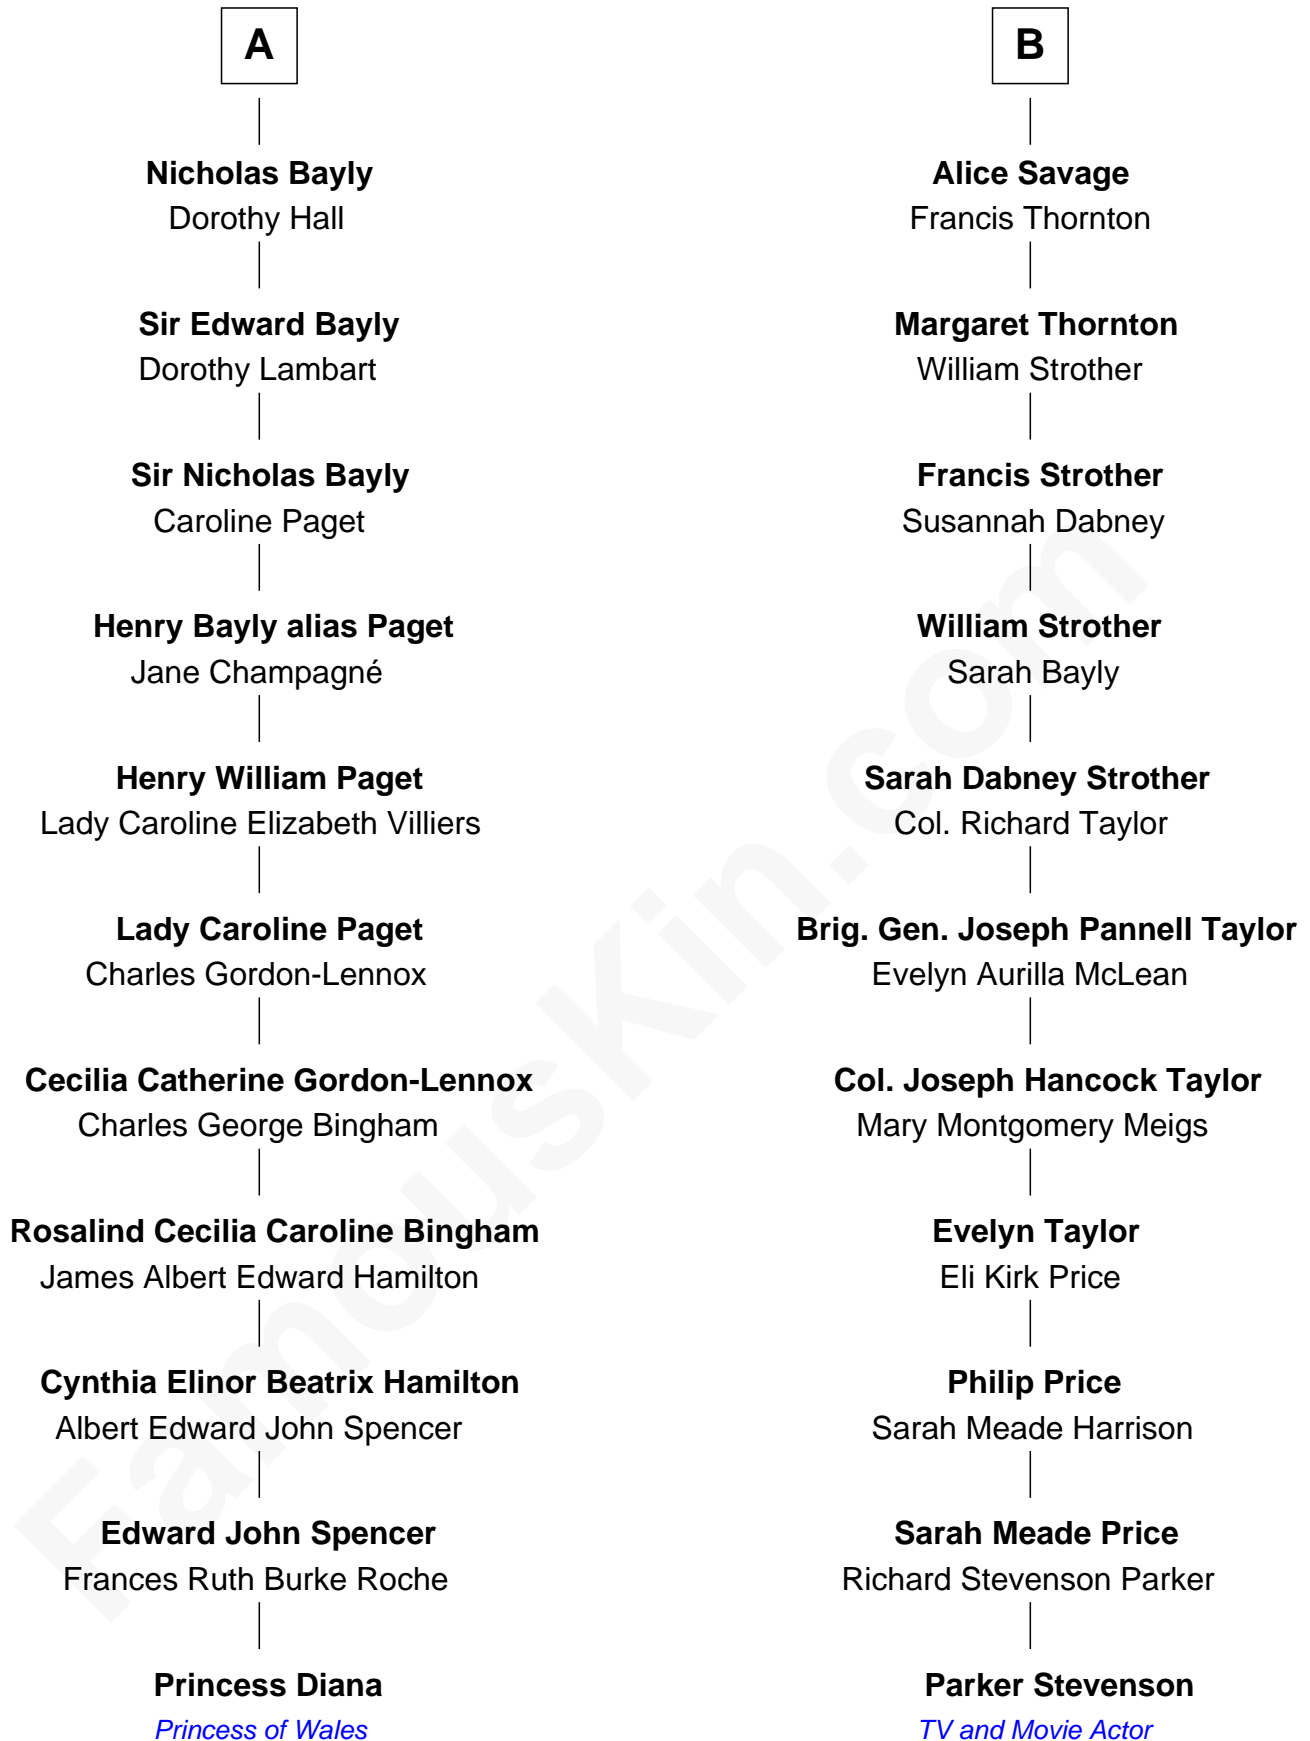 A
Nicholas Bayly
Dorothy Hall
Sir Edward Bayly
Dorothy Lambart
Sir Nicholas Bayly
Caroline Paget
Henry Bayly alias Paget
Jane Champagné
Henry William Paget
Lady Caroline Elizabeth Villiers
Lady Caroline Paget
Charles Gordon-Lennox
Cecilia Catherine Gordon-Lennox
Charles George Bingham
Rosalind Cecilia Caroline Bingham
James Albert Edward Hamilton
Cynthia Elinor Beatrix Hamilton
Albert Edward John Spencer
Edward John Spencer
Frances Ruth Burke Roche
Princess Diana
Princess of Wales
B
Alice Savage
Francis Thornton
Margaret Thornton
William Strother
Francis Strother
Susannah Dabney
William Strother
Sarah Bayly
Sarah Dabney Strother
Col. Richard Taylor
Brig. Gen. Joseph Pannell Taylor
Evelyn Aurilla McLean
Col. Joseph Hancock Taylor
Mary Montgomery Meigs
Evelyn Taylor
Eli Kirk Price
Philip Price
Sarah Meade Harrison
Sarah Meade Price
Richard Stevenson Parker
Parker Stevenson
TV and Movie Actor
FamousKin.com